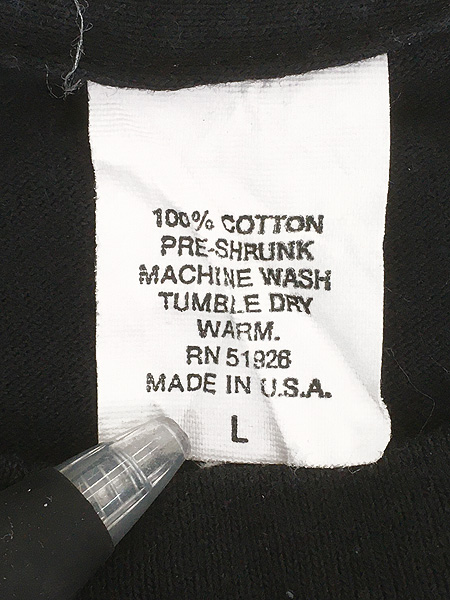 100% COTTON
PRE-SHRUNK
MACHINE WASH
TUMBLE DRY
WARM.
RN 51926
MADE IN U.S.A.
L